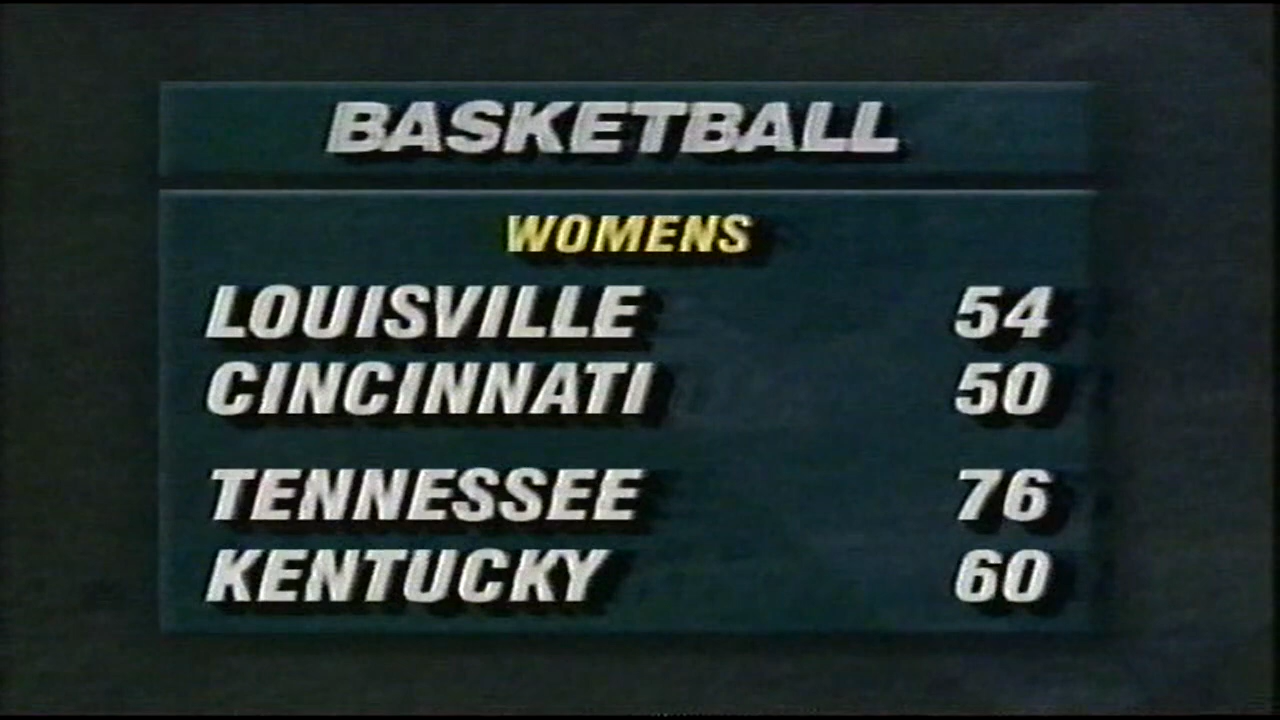 BASKETBALL
WOMENS
LOUISVILLE 54
CINCINNATI 50
TENNESSEE 76
KENTUCKY 60